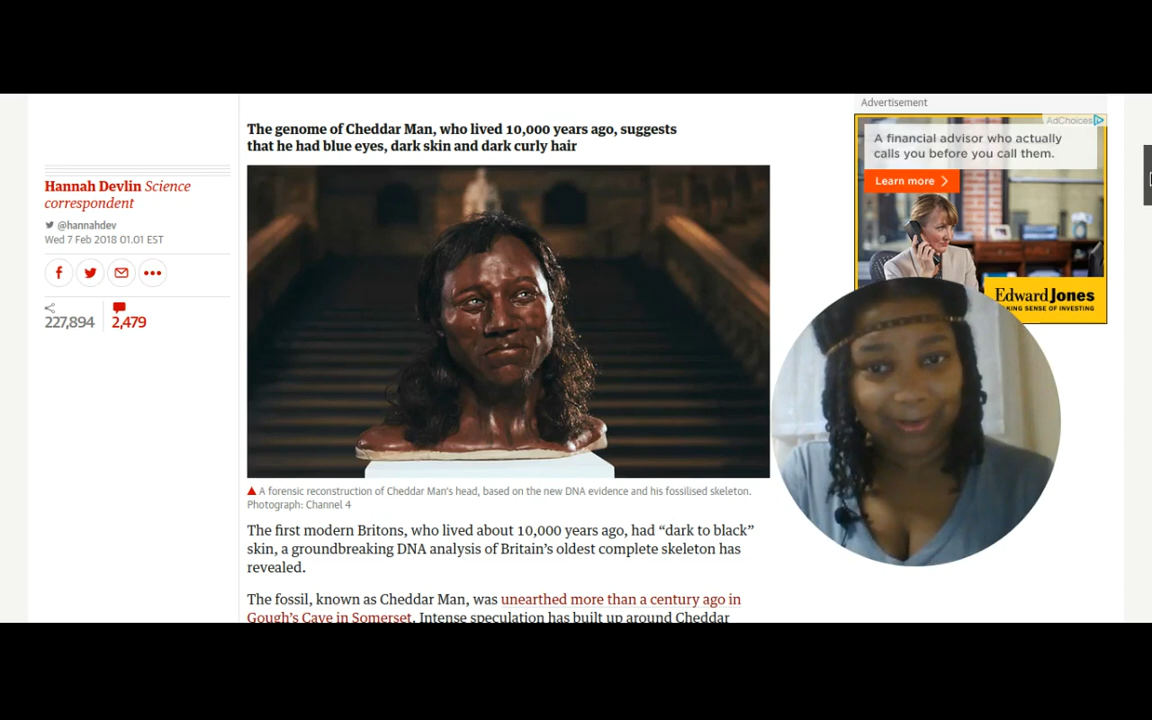 Advertisement
AdChoices
A financial advisor who actually
calls you before you call them.
Learn more >
Edward Jones
KING SENSE OF INVESTING
The genome of Cheddar Man, who lived 10,000 years ago, suggests
that he had blue eyes, dark skin and dark curly hair
Hannah Devlin Science
correspondent
@hannahdev
Wed 7 Feb 2018 01.01 EST
227,894
2,479
A forensic reconstruction of Cheddar Man's head, based on the new DNA evidence and his fossilised skeleton.
Photograph: Channel 4
The first modern Britons, who lived about 10,000 years ago, had “dark to black”
skin, a groundbreaking DNA analysis of Britain’s oldest complete skeleton has
revealed.
The fossil, known as Cheddar Man, was unearthed more than a century ago in
Gough’s Cave in Somerset. Intense speculation has built up around Cheddar